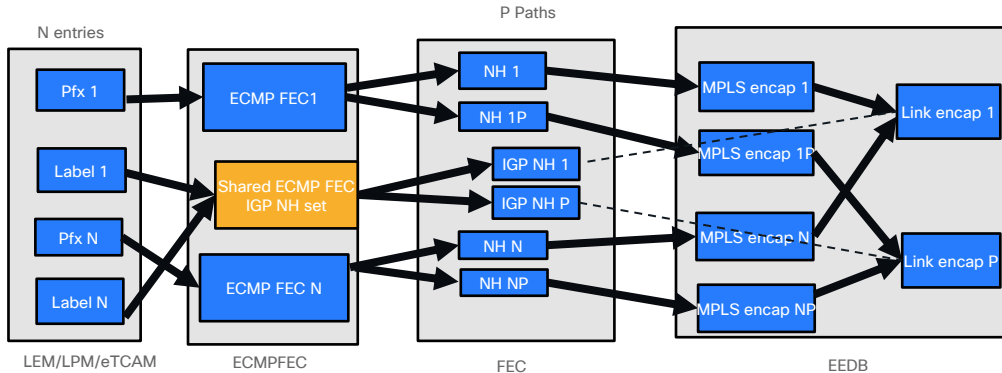 P Paths
N entries
Pfx 1
Label 1
Pfx N
Label N
LEM/LPM/eTCAM
ECMP FEC1
Shared ECMP FEC
IGP NH set
ECMP FEC N
ECMPFEC
NH 1
NH 1P
IGP NH 1
IGP NH P
NH N
NH NP
FEC
MPLS encap 1
MPLS encap 1P
MPLS encap N
MPLS encap NP
Link encap 1
Link encap P
EEDB